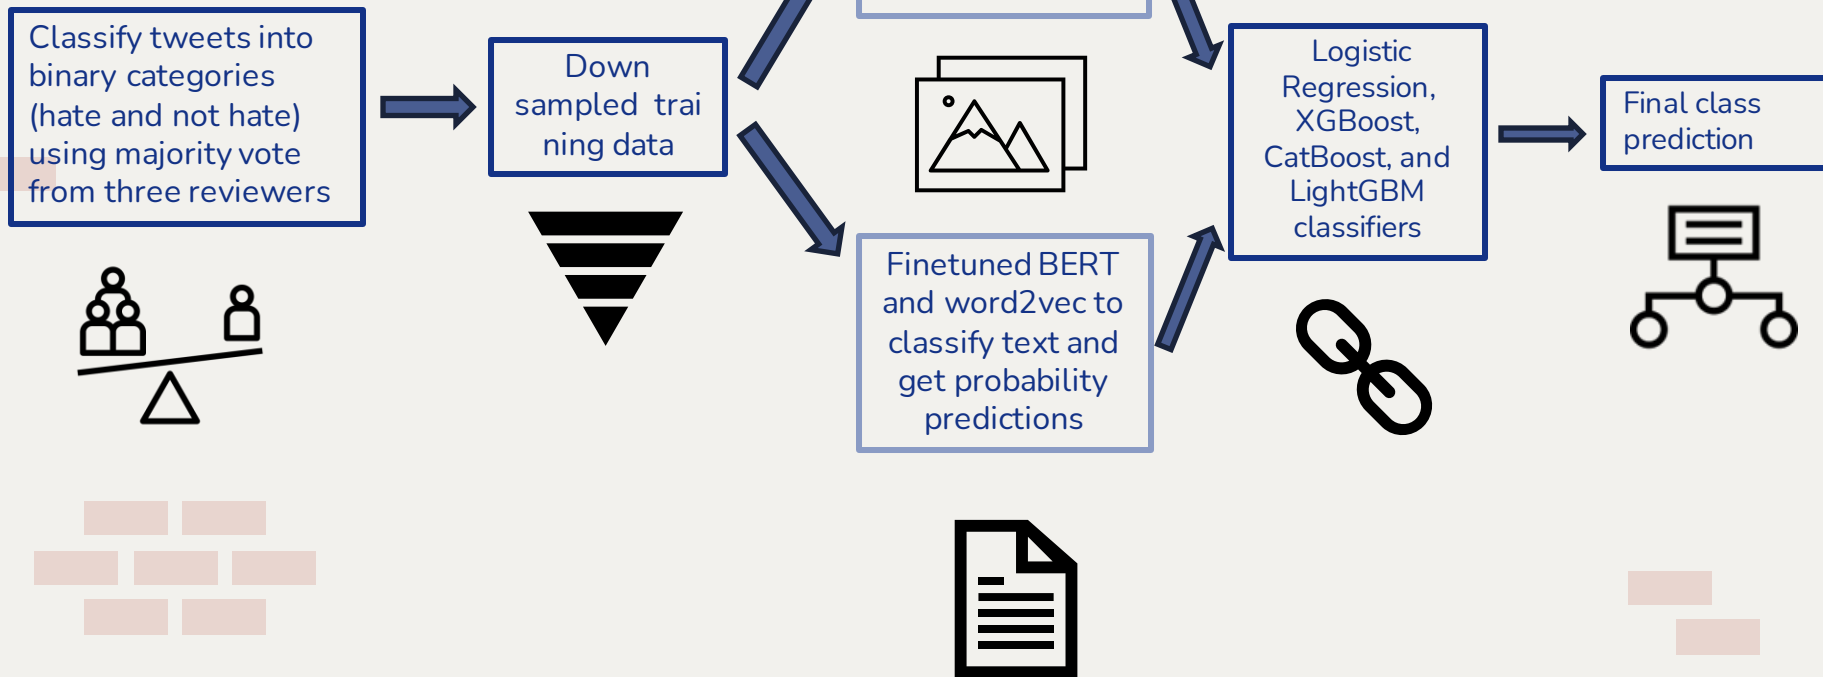 Classify tweets into
binary categories
(hate and not hate)
using majority vote
from three reviewers
Down
sampled  trai
ning data
Finetuned BERT
and word2vec to
classify text and
get probability
predictions
Logistic
Regression,
XGBoost,
CatBoost, and
LightGBM
classifiers
Final class
prediction